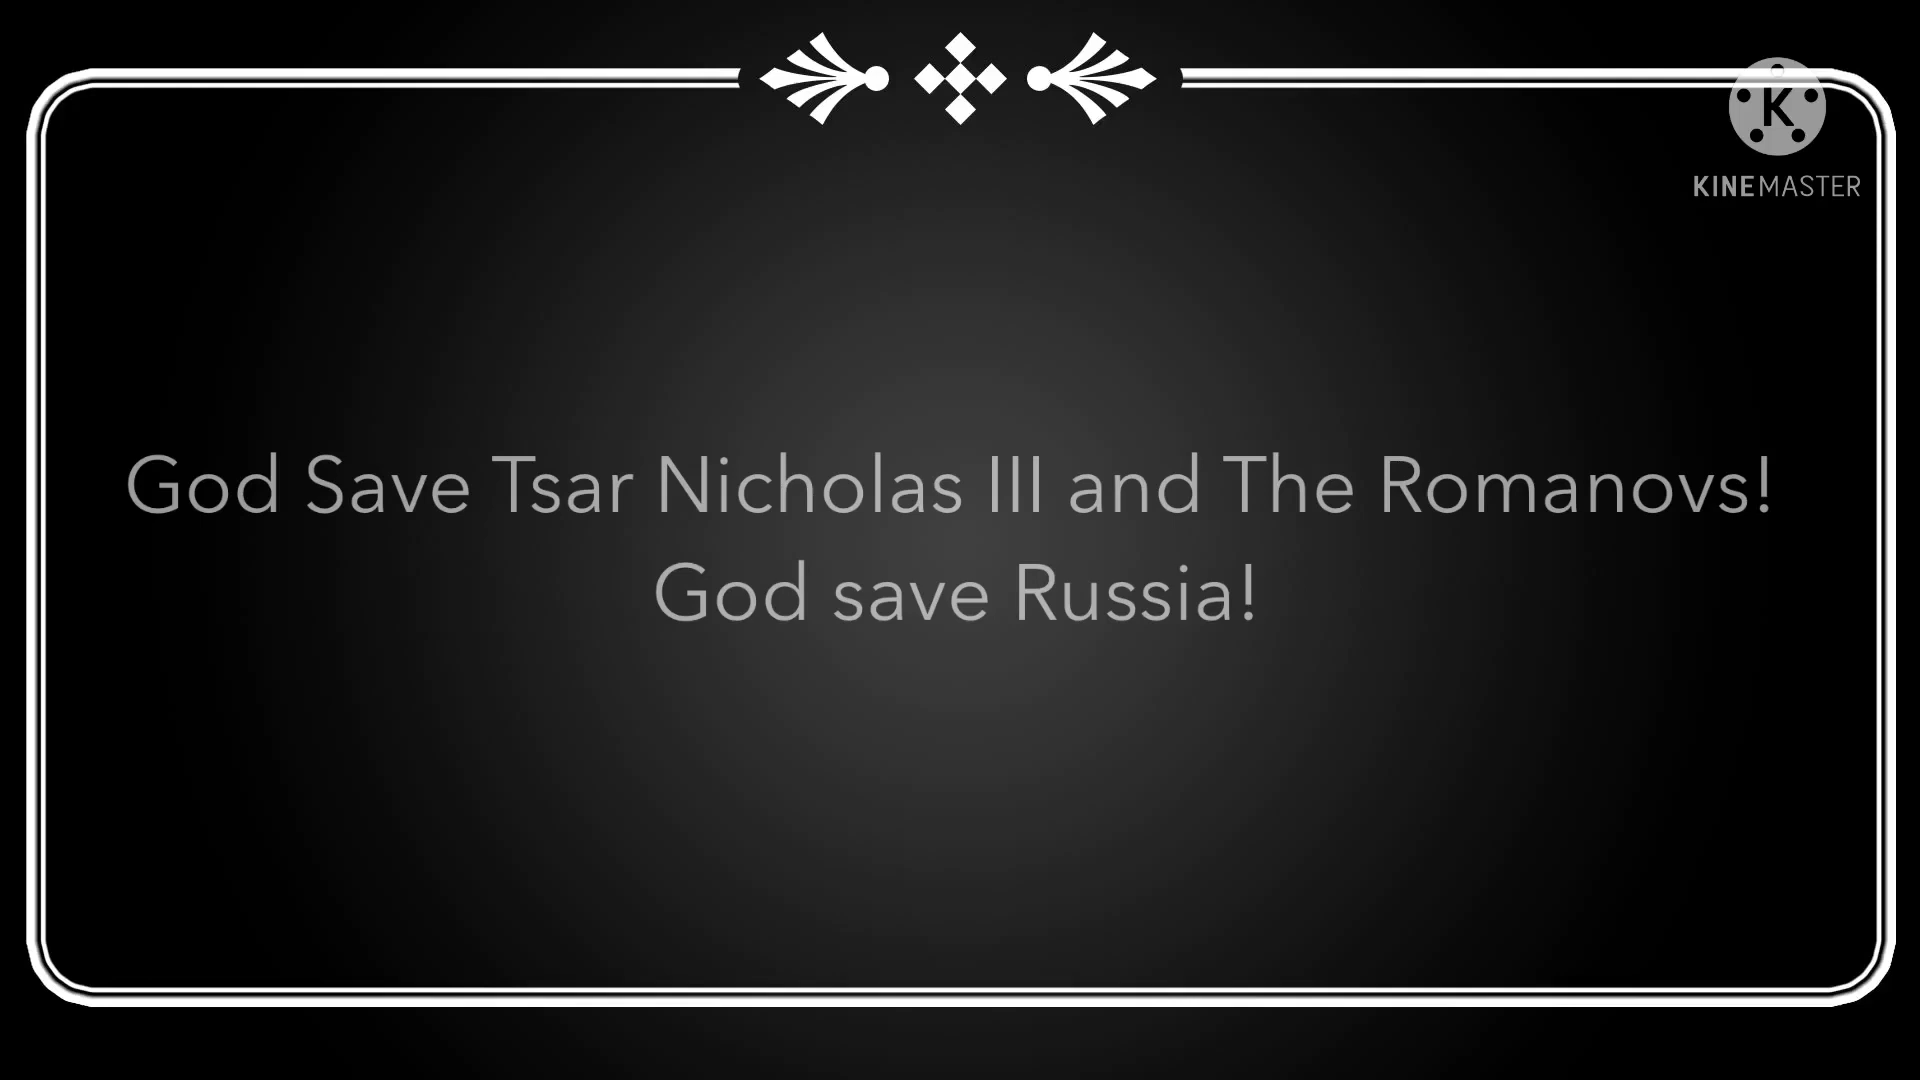 K
KINEMASTER
God Save Tsar Nicholas III and The Romanovs!
God save Russia!